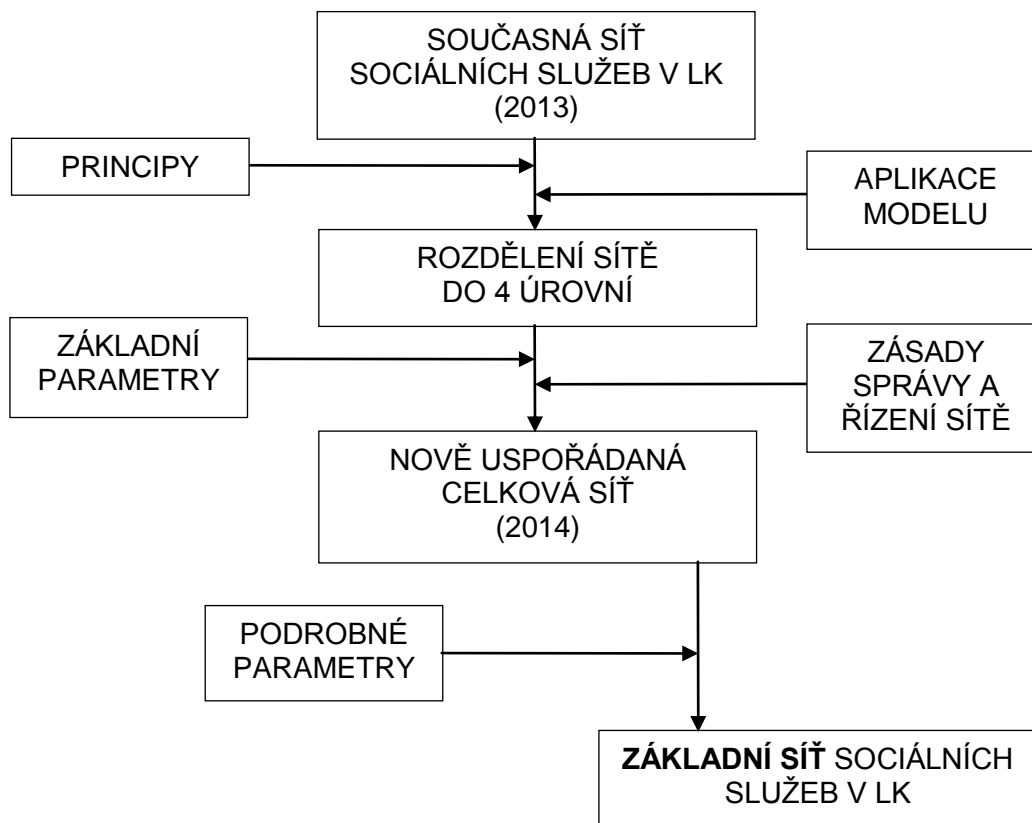 SOUČASNÁ SÍŤ
SOCIÁLNÍCH SLUŽEB V LK
(2013)
PRINCIPY
APLIKACE
MODELU
ROZDĚLENÍ SÍTĚ
DO 4 ÚROVNÍ
ZÁKLADNÍ
PARAMETRY
ZÁSADY
SPRÁVY A
ŘÍZENÍ SÍTĚ
NOVĚ USPOŘÁDANÁ
CELKOVÁ SÍŤ
(2014)
PODROBNÉ
PARAMETRY
ZÁKLADNÍ SÍŤ SOCIÁLNÍCH
SLUŽEB V LK